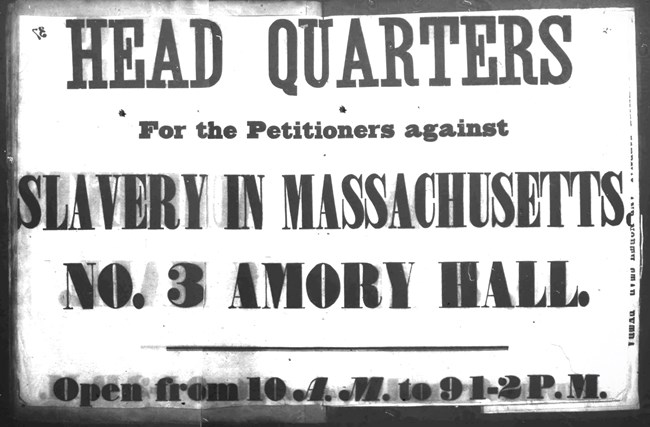 HEAD QUARTERS
For the Petitioners against
SLAVERY IN MASSACHUSETTS,
NO. 3 AMORY HALL.
Open from 10 A. M. to 9 1-2 P. M.